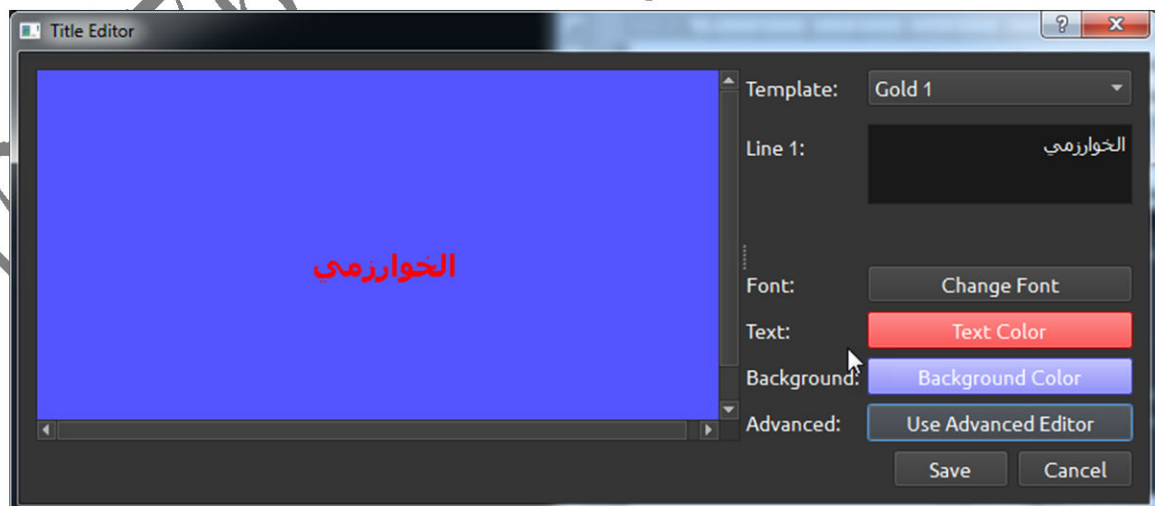 Title Editor
Template: Gold 1
Line 1: الخوارزمي
الخوارزمي
Font: Change Font
Text: Text Color
Background: Background Color
Advanced: Use Advanced Editor
Save Cancel